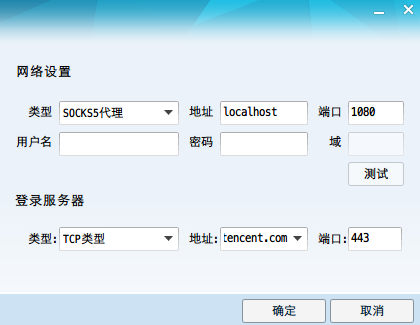 网络设置
类型 SOCKS5代理 地址 localhost 端口 1080
用户名 密码 域
测试
登录服务器
类型: TCP类型 地址: tencent.com 端口: 443
确定 取消